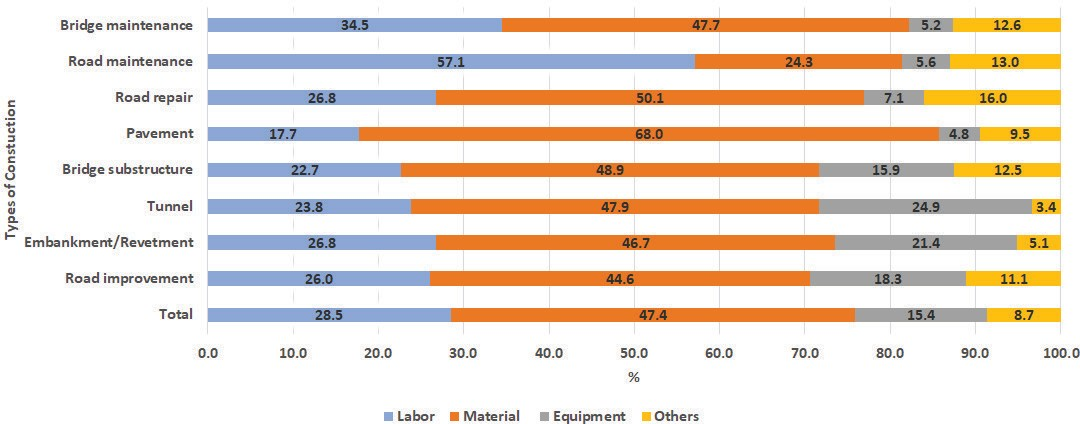 Types of Constuction
Bridge maintenance 34.5 47.7 5.2 12.6
Road maintenance 57.1 24.3 5.6 13.0
Road repair 26.8 50.1 7.1 16.0
Pavement 17.7 68.0 4.8 9.5
Bridge substructure 22.7 48.9 15.9 12.5
Tunnel 23.8 47.9 24.9 3.4
Embankment/Revetment 26.8 46.7 21.4 5.1
Road improvement 26.0 44.6 18.3 11.1
Total 28.5 47.4 15.4 8.7
0.0 10.0 20.0 30.0 40.0 50.0 60.0 70.0 80.0 90.0 100.0
%
Labor Material Equipment Others